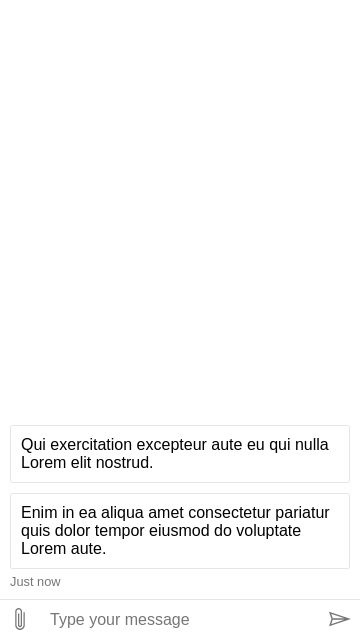 Qui exercitation excepteur aute eu qui nulla
Lorem elit nostrud.
Enim in ea aliqua amet consectetur pariatur
quis dolor tempor eiusmod do voluptate
Lorem aute.
Just now
Type your message